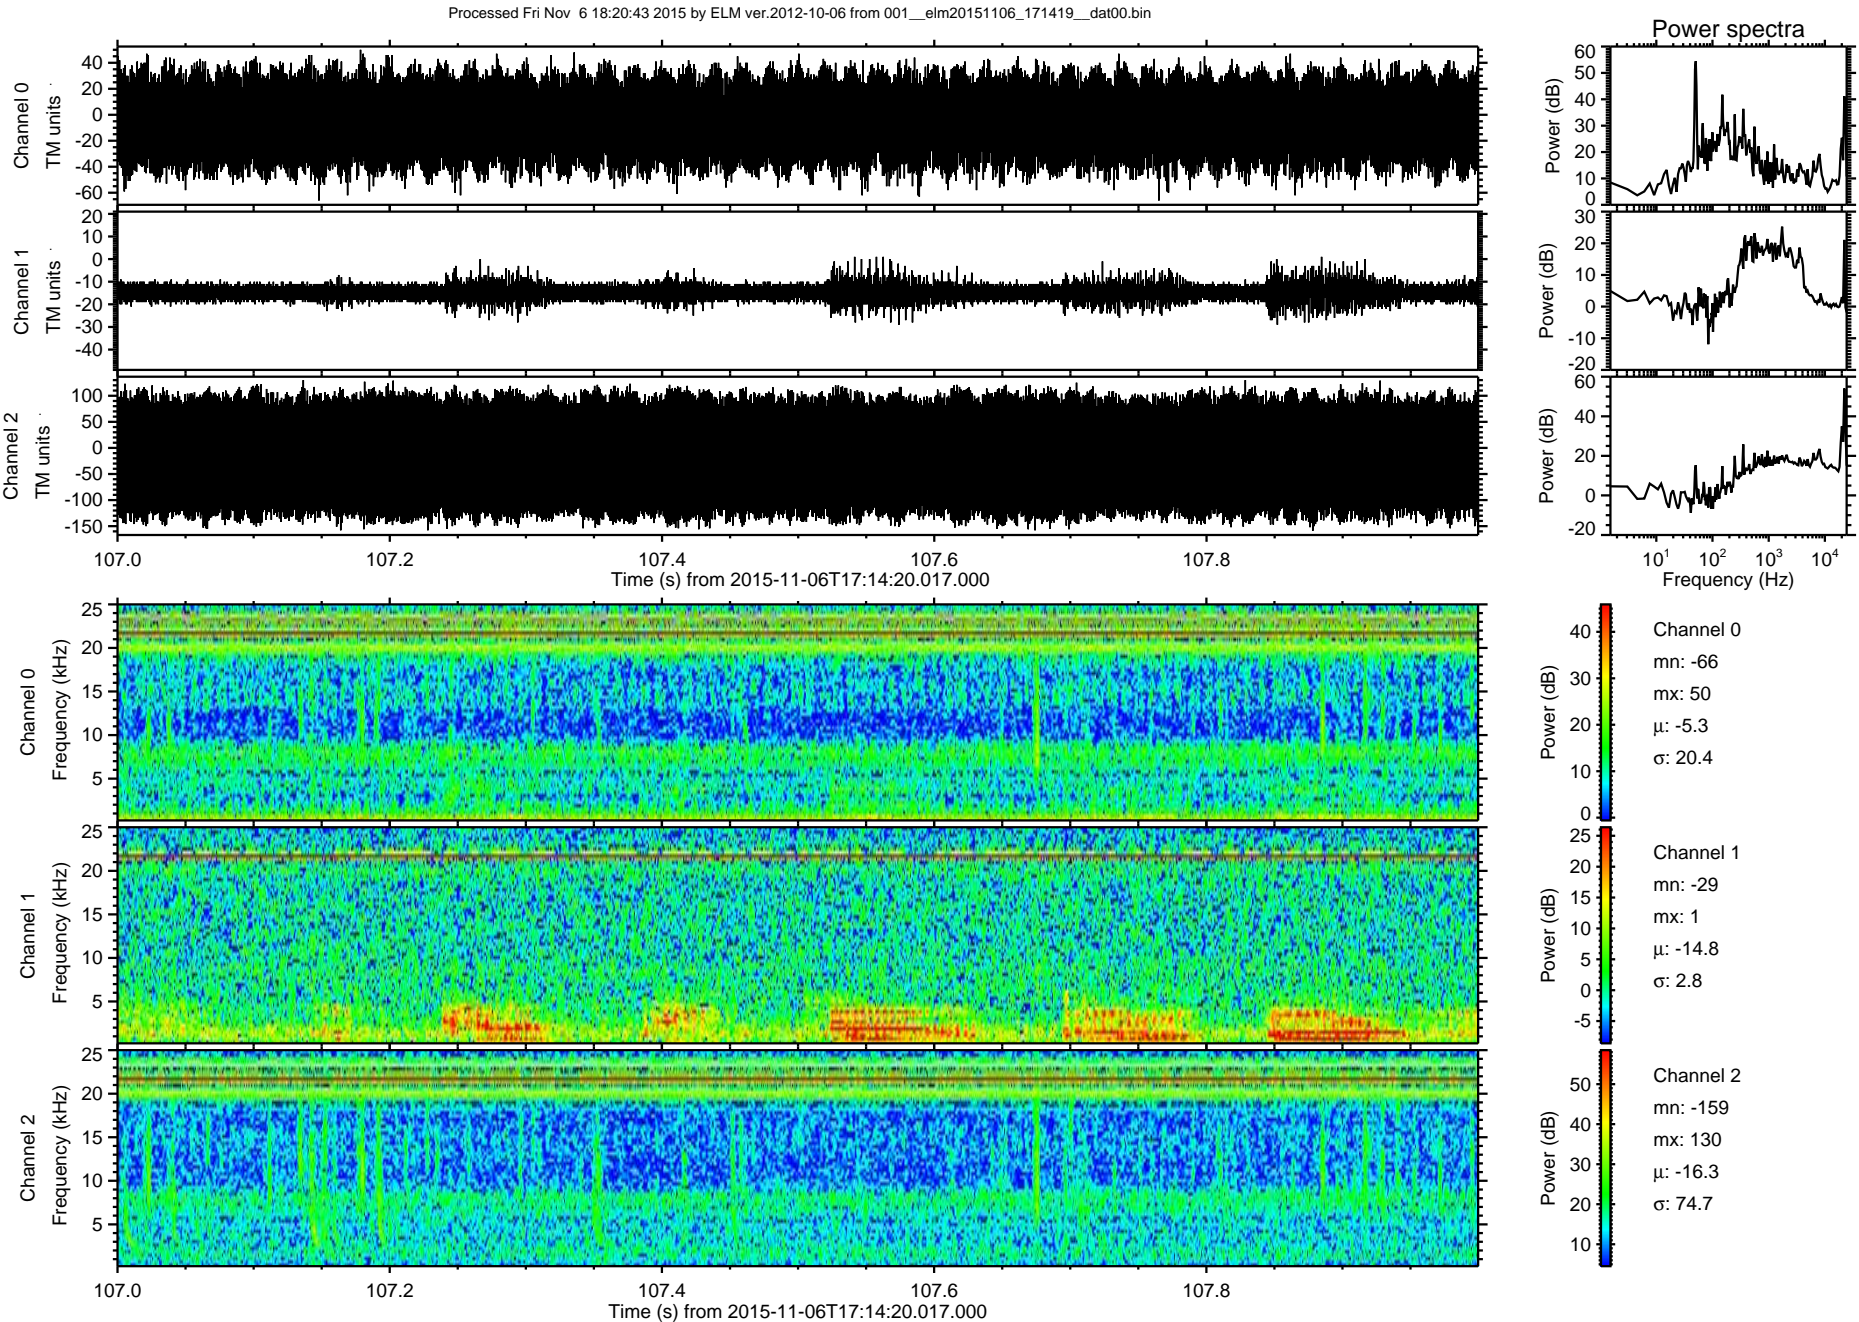 Processed Fri Nov  6 18:20:43 2015 by ELM ver.2012-10-06 from 001__elm20151106_171419__dat00.bin
Power spectra
Channel 0
TM units
40
20
0
-20
-40
-60
Power (dB)
60
50
40
30
20
10
0
Channel 1
TM units
20
10
0
-10
-20
-30
-40
Power (dB)
30
20
10
0
-10
-20
Channel 2
TM units
100
50
0
-50
-100
-150
Power (dB)
60
40
20
0
-20
107.0 107.2 107.4 107.6 107.8
Time (s) from 2015-11-06T17:14:20.017.000
10¹ 10² 10³ 10⁴
Frequency (Hz)
Channel 0
Frequency (kHz)
25
20
15
10
5
Power (dB)
40
30
20
10
0
Channel 0
mn: -66
mx: 50
μ: -5.3
σ: 20.4
Channel 1
Frequency (kHz)
25
20
15
10
5
Power (dB)
25
20
15
10
5
0
-5
Channel 1
mn: -29
mx: 1
μ: -14.8
σ: 2.8
Channel 2
Frequency (kHz)
25
20
15
10
5
Power (dB)
50
40
30
20
10
Channel 2
mn: -159
mx: 130
μ: -16.3
σ: 74.7
107.0 107.2 107.4 107.6 107.8
Time (s) from 2015-11-06T17:14:20.017.000